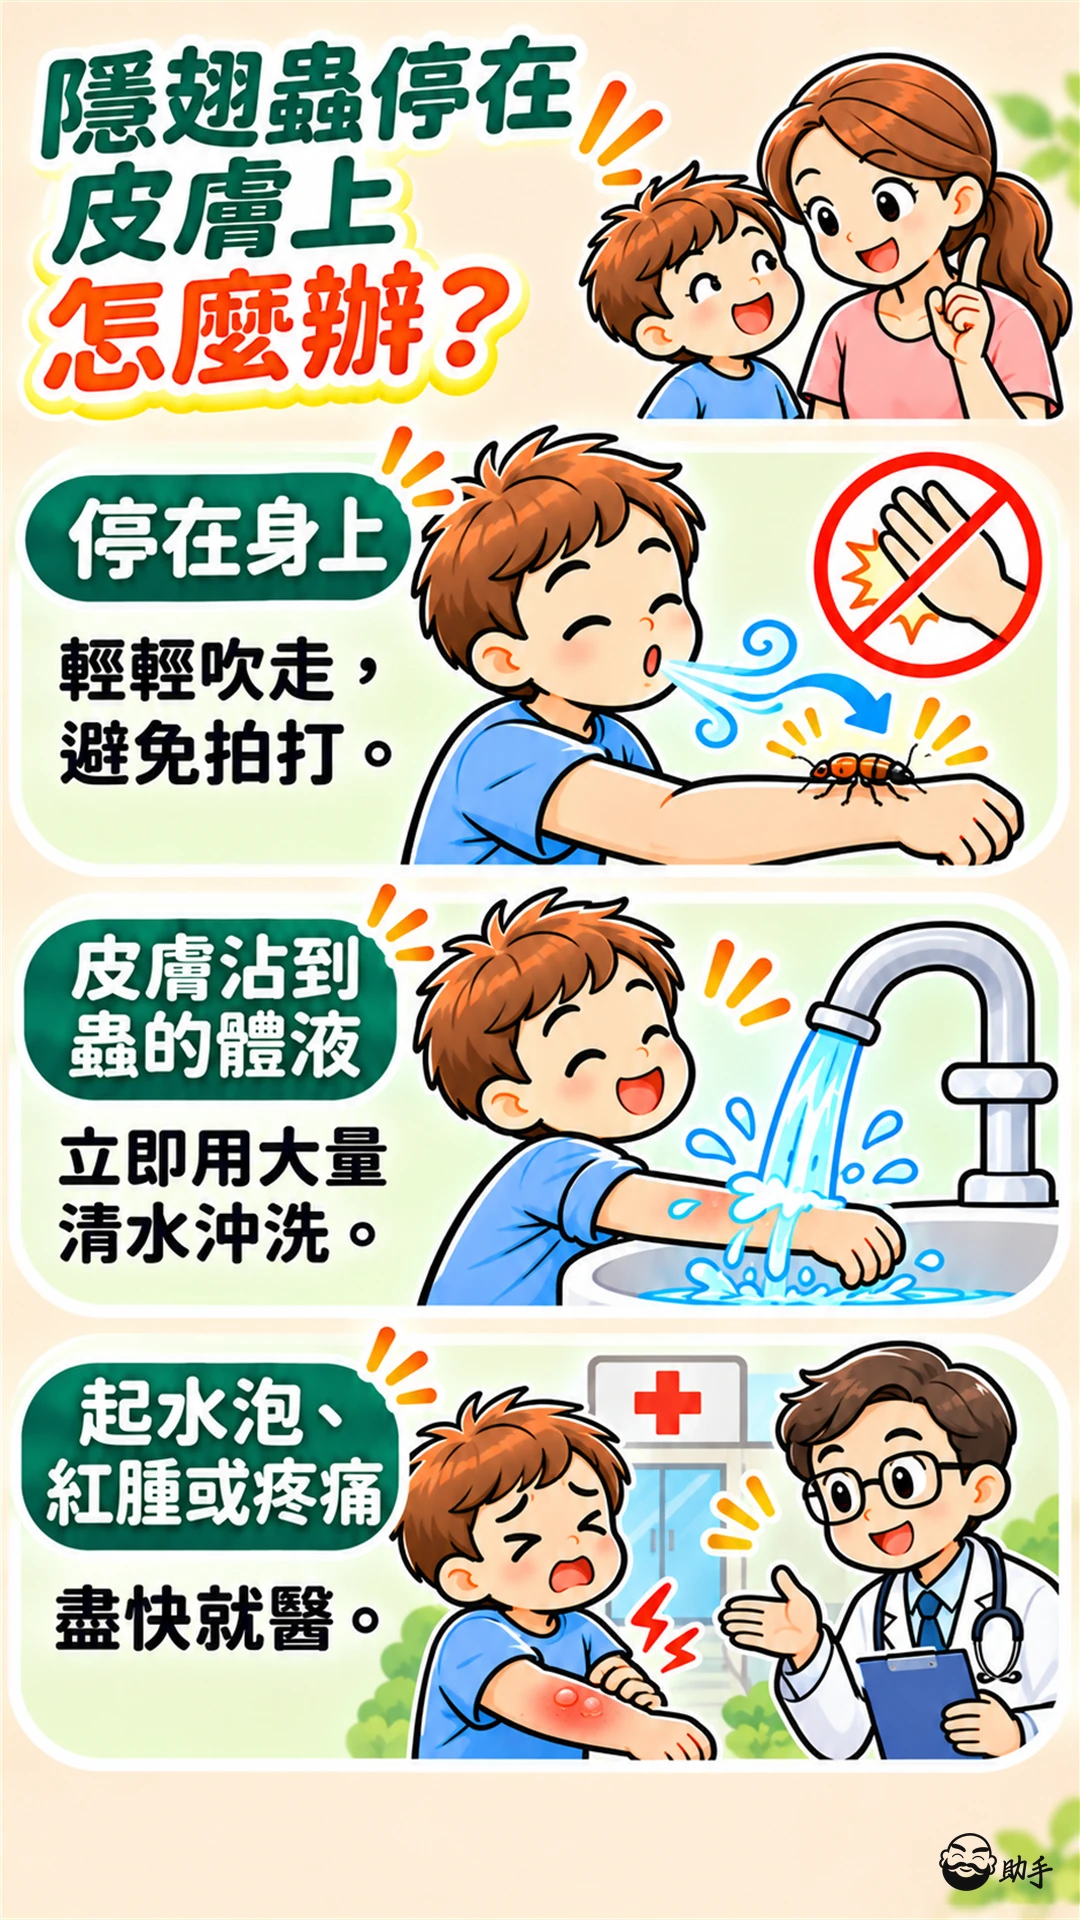 隱翅蟲停在
皮膚上
怎麼辦？
停在身上
輕輕吹走，
避免拍打。
皮膚沾到
蟲的體液
立即用大量
清水沖洗。
起水泡、
紅腫或疼痛
盡快就醫。
助手